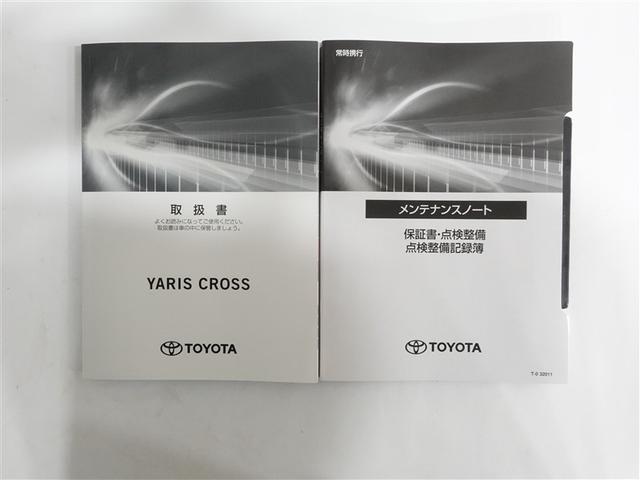 取扱書
よくお読みになってご使用ください。
取扱書は車の中に保管しましょう。
YARIS CROSS
TOYOTA
常時携行
メンテナンスノート
保証書・点検整備
点検整備記録簿
TOYOTA
T-0 32011